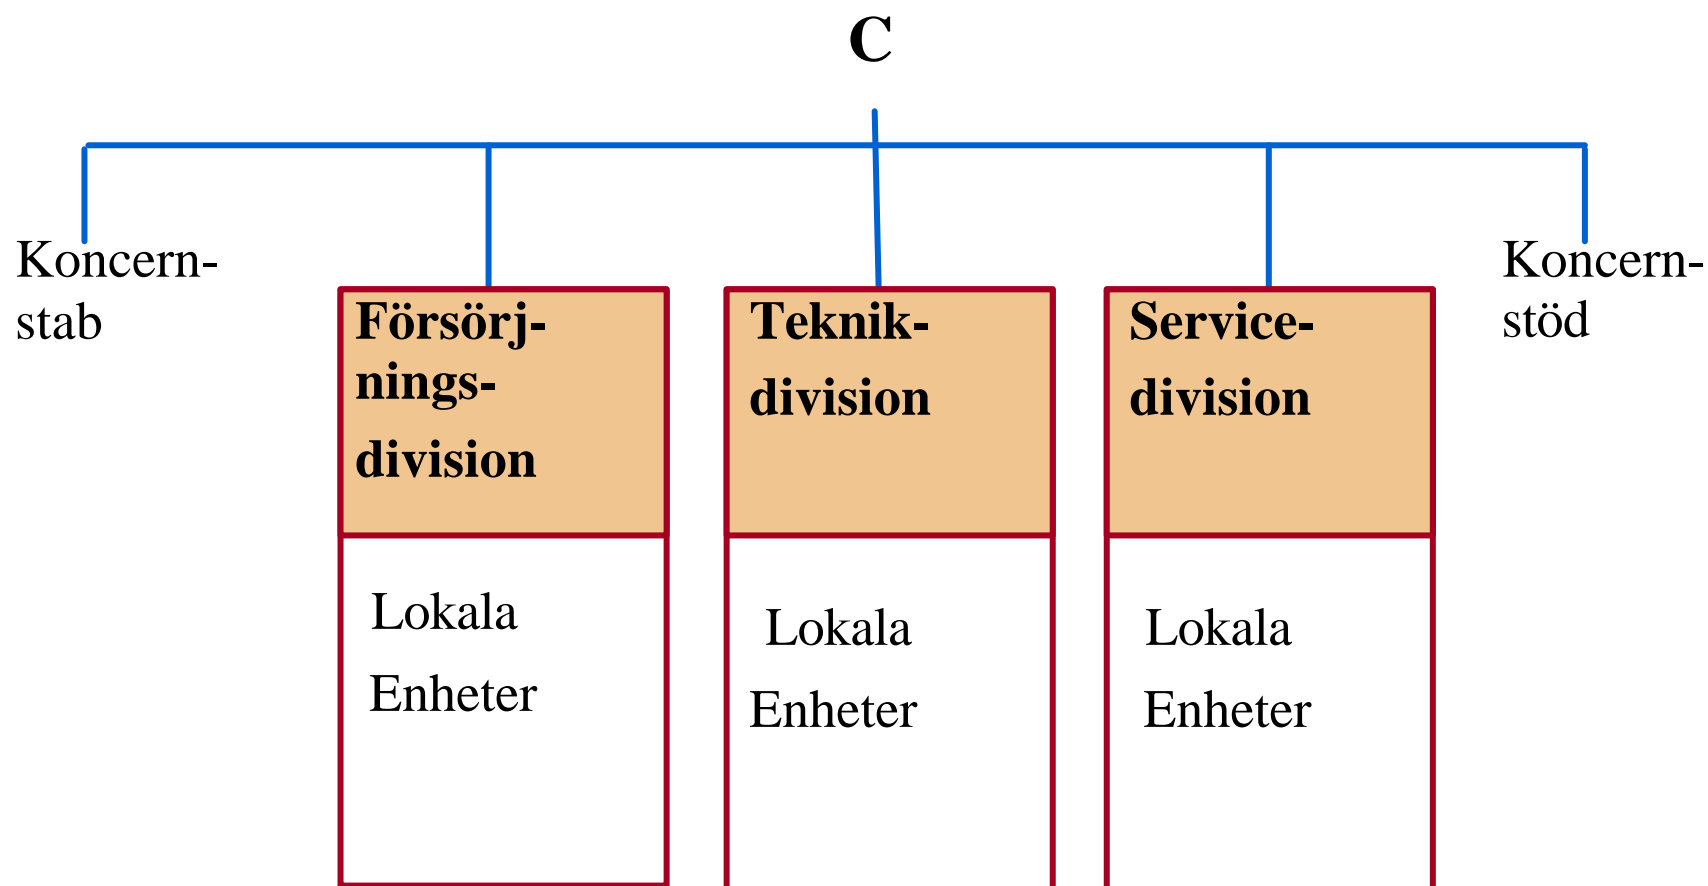 C
Koncern-
stab
Försörj-
nings-
division
Lokala
Enheter
Teknik-
division
Lokala
Enheter
Service-
division
Lokala
Enheter
Koncern-
stöd